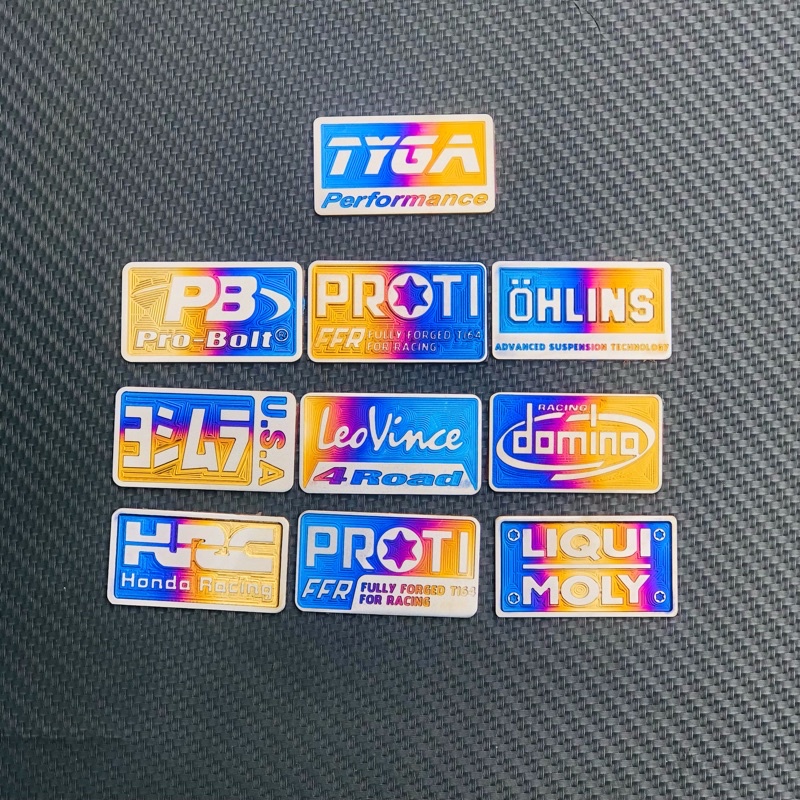 TYGA
Performance
PB
Pro-Bolt®
PROTI
FFR FULLY FORGED Ti64
FOR RACING
ÖHLINS
ADVANCED SUSPENSION TECHNOLOGY
ヨシムラ
U.S.A
LeoVince
4Road
RACING
domino
HRC
Honda Racing
PROTI
FFR FULLY FORGED Ti64
FOR RACING
LIQUI
MOLY